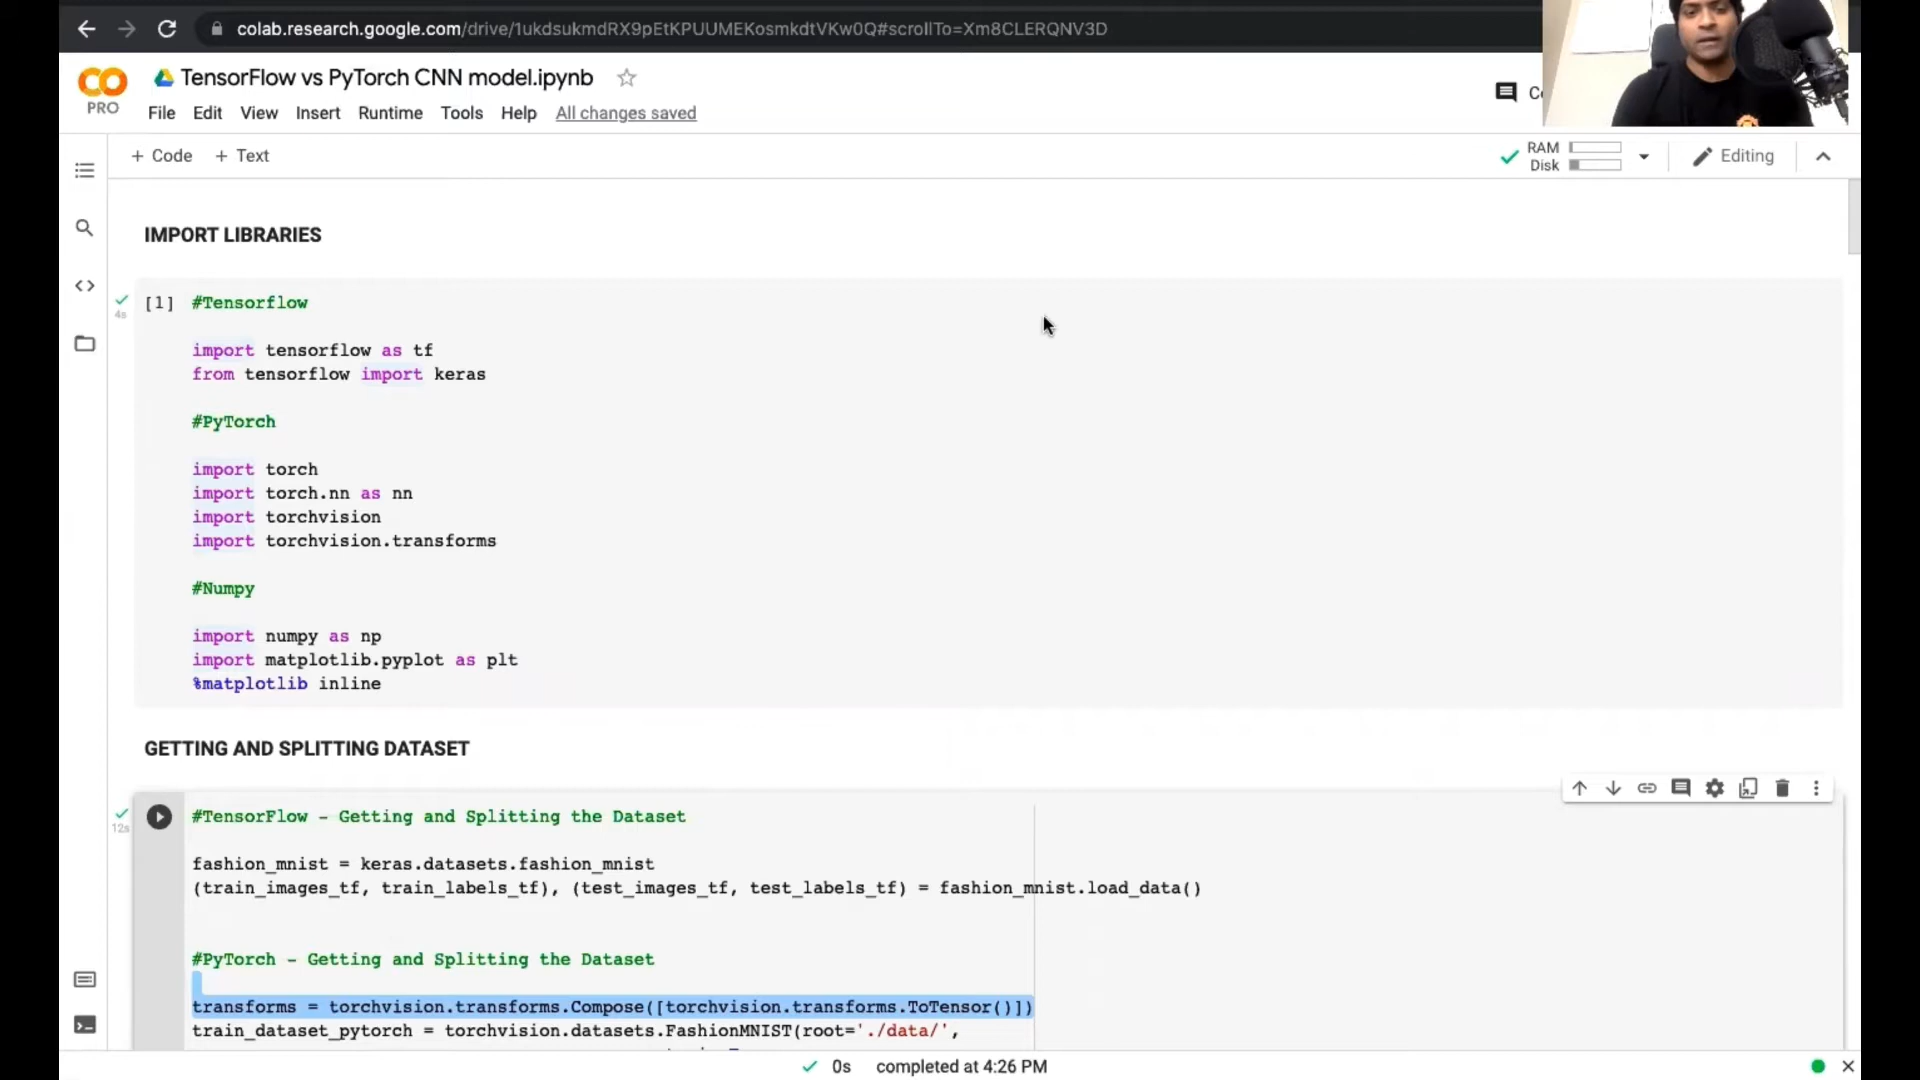 colab.research.google.com/drive/1ukdsukmdRX9pEtKPUUMEKosmkdtVKw0Q#scrollTo=Xm8CLERQNV3D
TensorFlow vs PyTorch CNN model.ipynb
PRO
File Edit View Insert Runtime Tools Help All changes saved
+ Code + Text
RAM
Disk
Editing
IMPORT LIBRARIES
[1] #Tensorflow
4s
import tensorflow as tf
from tensorflow import keras
#PyTorch
import torch
import torch.nn as nn
import torchvision
import torchvision.transforms
#Numpy
import numpy as np
import matplotlib.pyplot as plt
%matplotlib inline
GETTING AND SPLITTING DATASET
#TensorFlow - Getting and Splitting the Dataset
12s
fashion_mnist = keras.datasets.fashion_mnist
(train_images_tf, train_labels_tf), (test_images_tf, test_labels_tf) = fashion_mnist.load_data()
#PyTorch - Getting and Splitting the Dataset
transforms = torchvision.transforms.Compose([torchvision.transforms.ToTensor()])
train_dataset_pytorch = torchvision.datasets.FashionMNIST(root='./data/',
0s completed at 4:26 PM